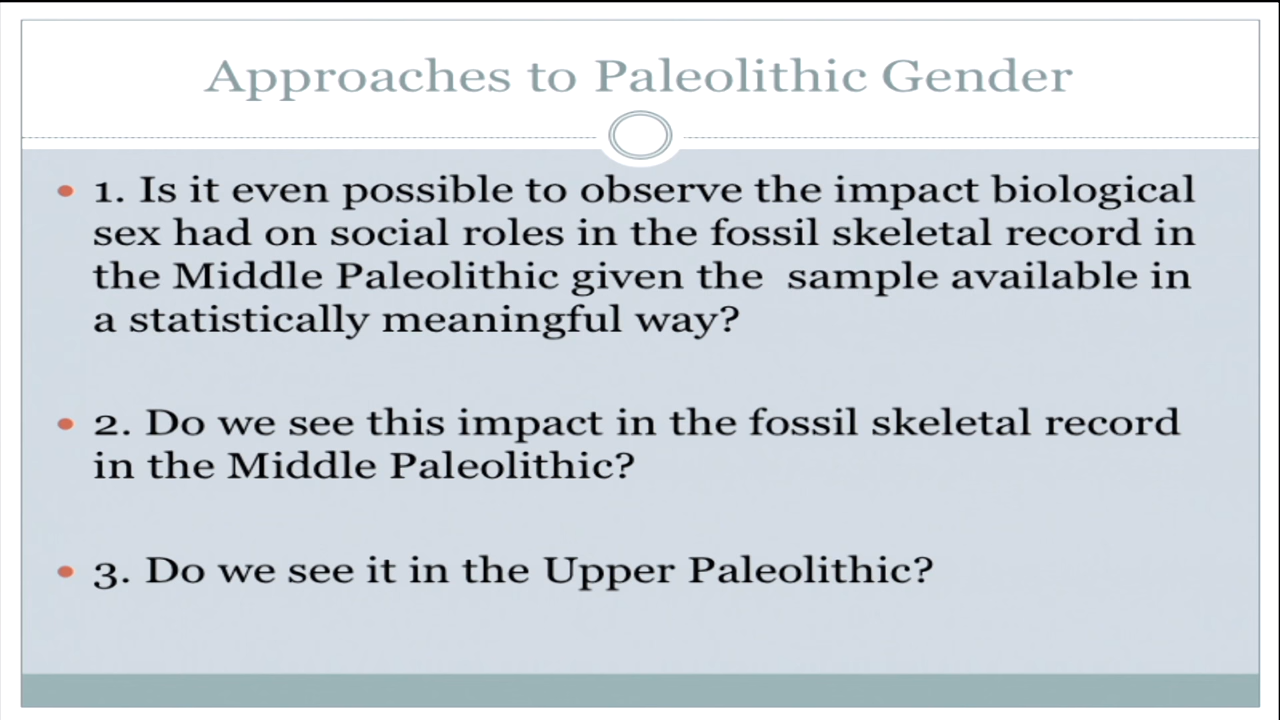 Approaches to Paleolithic Gender
• 1. Is it even possible to observe the impact biological
sex had on social roles in the fossil skeletal record in
the Middle Paleolithic given the  sample available in
a statistically meaningful way?
• 2. Do we see this impact in the fossil skeletal record
in the Middle Paleolithic?
• 3. Do we see it in the Upper Paleolithic?